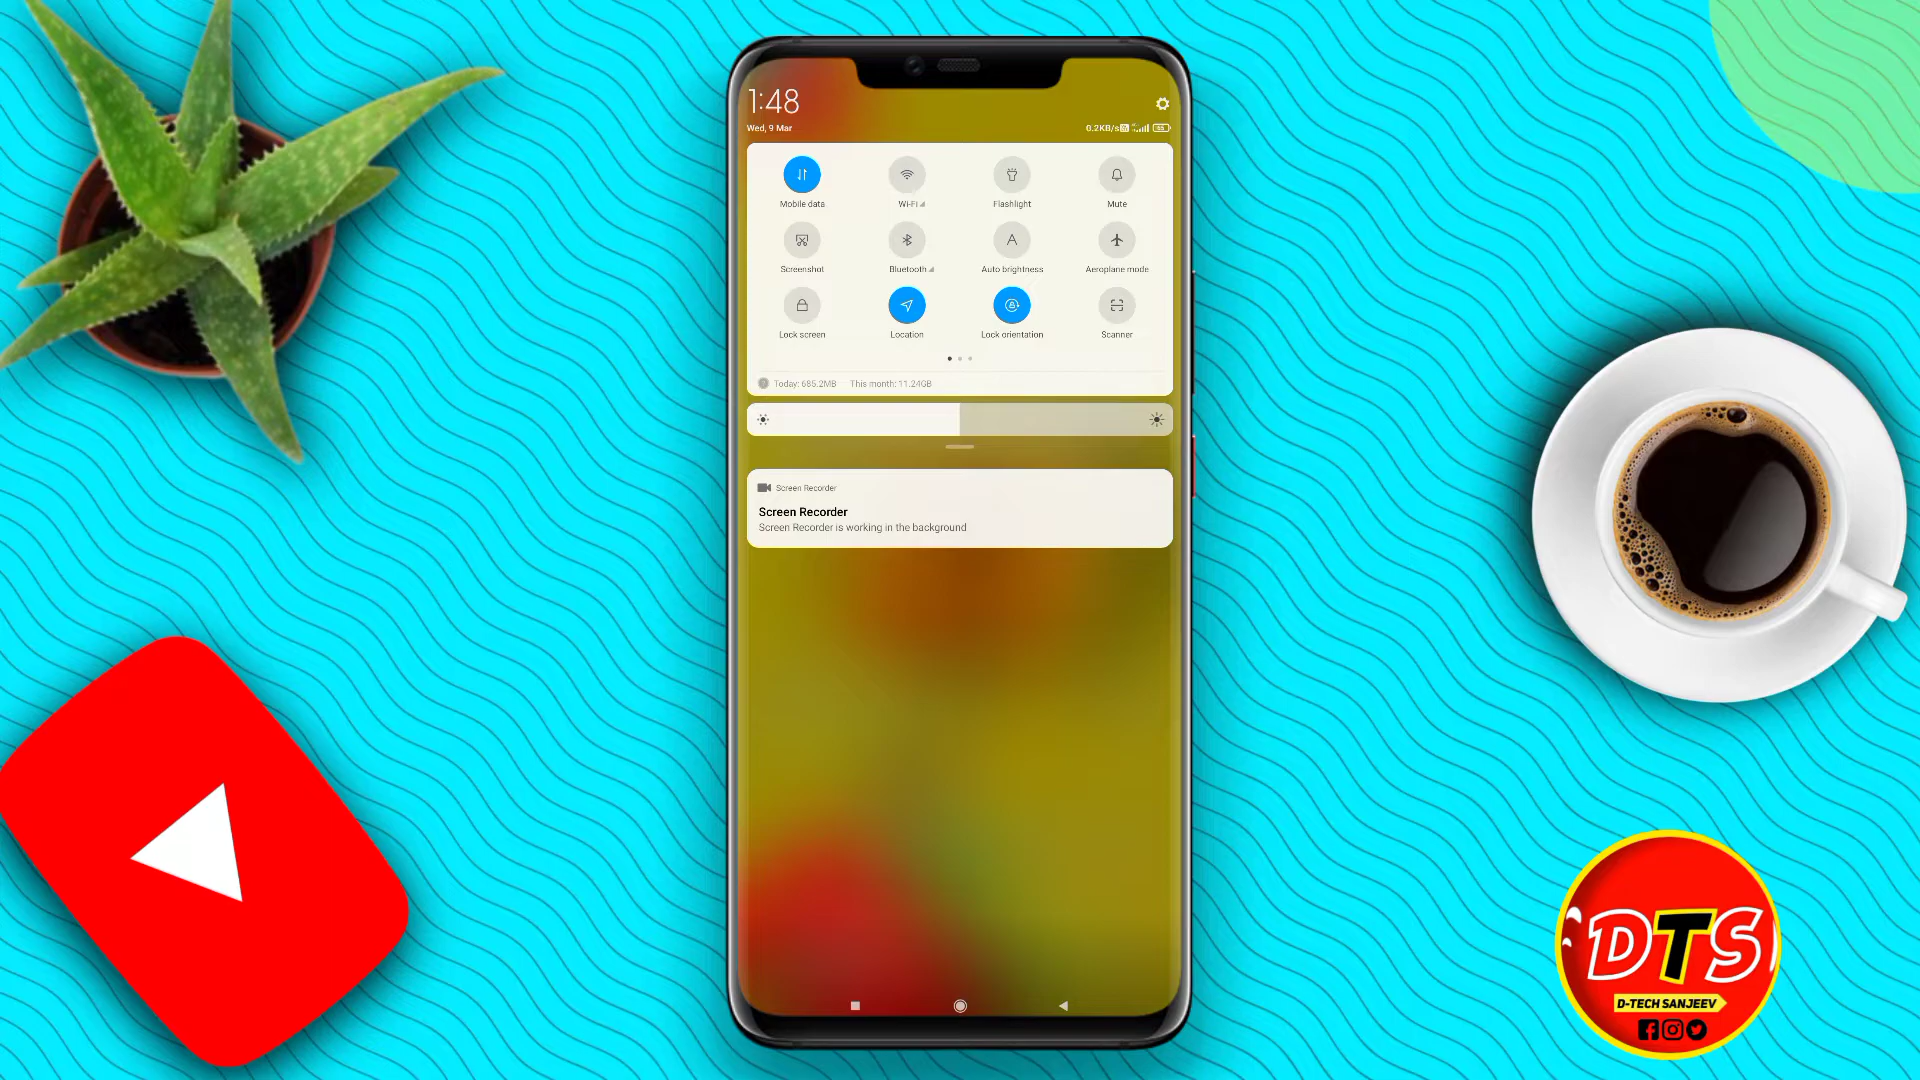 1:48
Wed, 9 Mar
0.2KB/s
Mobile data
Wi-Fi
Flashlight
Mute
Screenshot
Bluetooth
Auto brightness
Aeroplane mode
Lock screen
Location
Lock orientation
Scanner
Today: 685.2MB This month: 11.24GB
Screen Recorder
Screen Recorder
Screen Recorder is working in the background
DTS
D-TECH SANJEEV